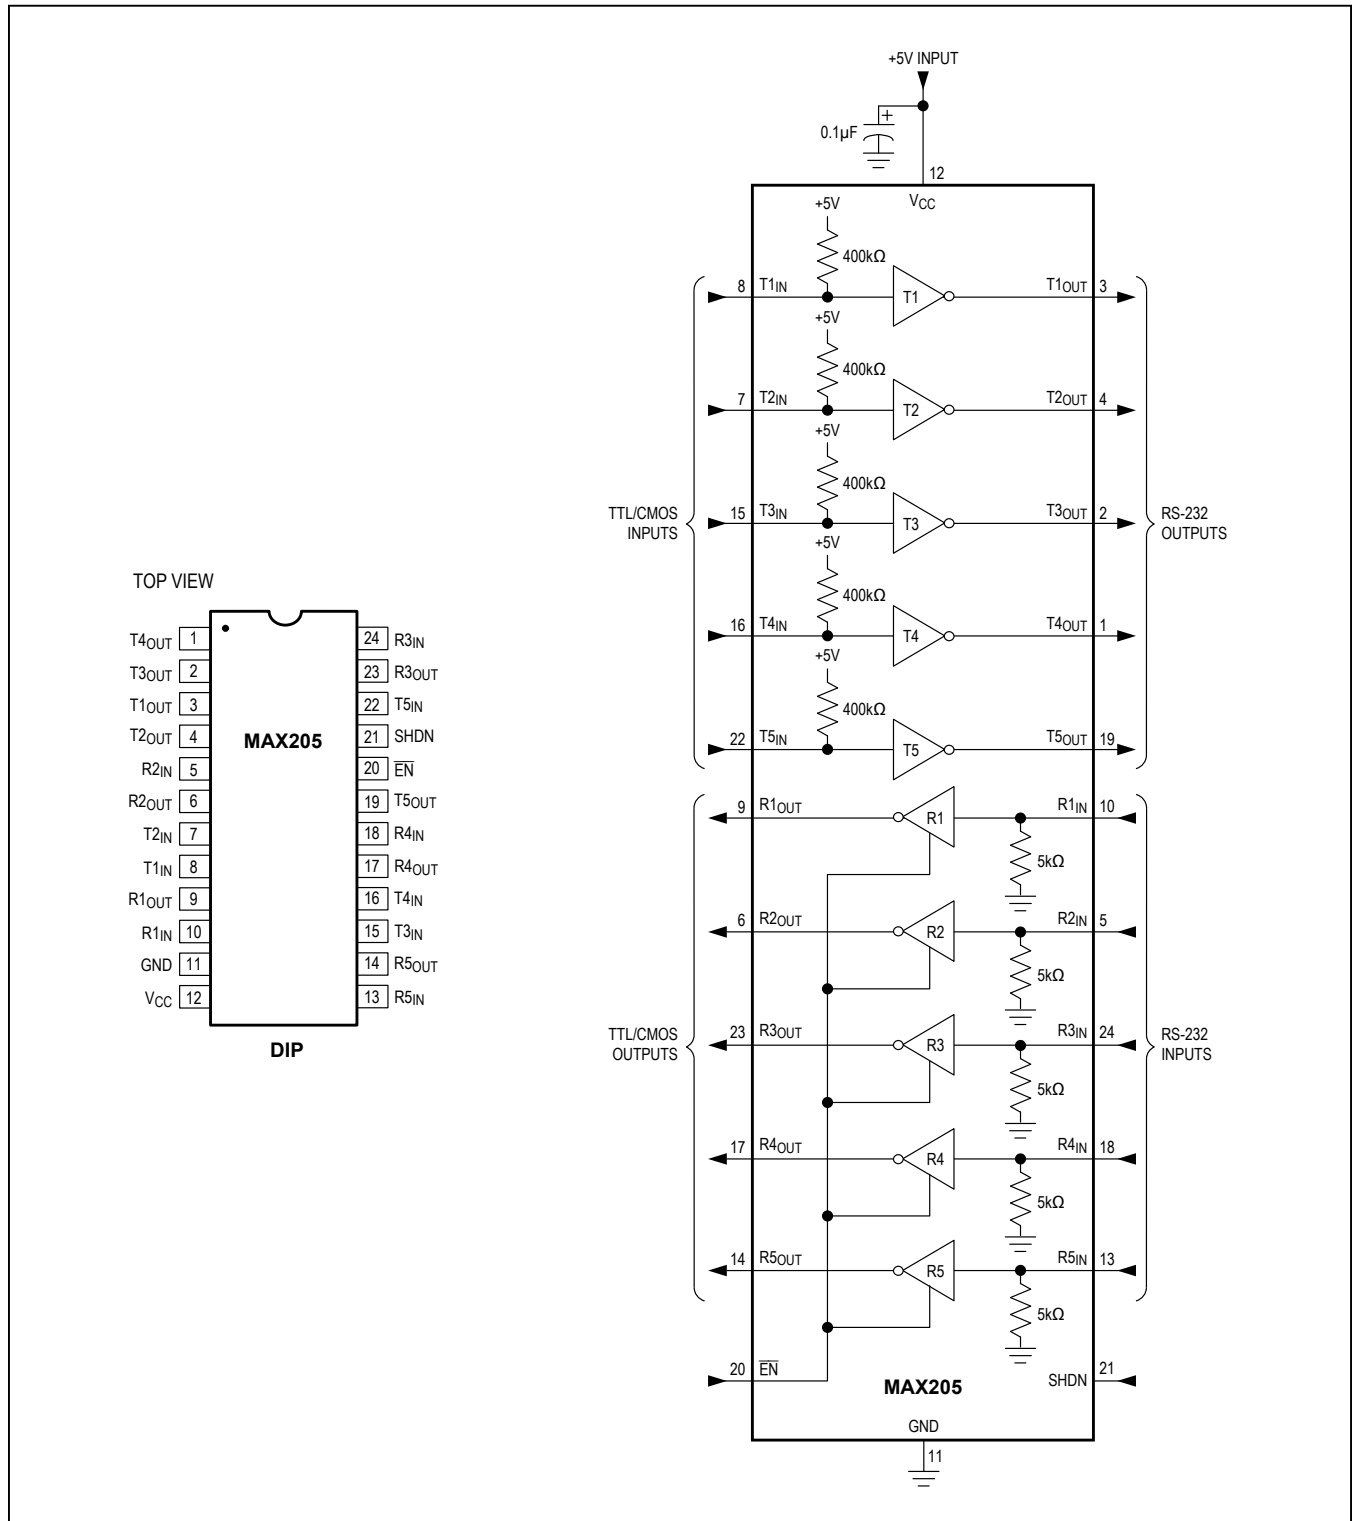 TOP VIEW
T4OUT 1
T3OUT 2
T1OUT 3
T2OUT 4
R2IN 5
R2OUT 6
T2IN 7
T1IN 8
R1OUT 9
R1IN 10
GND 11
VCC 12
MAX205
24 R3IN
23 R3OUT
22 T5IN
21 SHDN
20 E̅N̅
19 T5OUT
18 R4IN
17 R4OUT
16 T4IN
15 T3IN
14 R5OUT
13 R5IN
DIP
+5V INPUT
0.1µF
+
12
VCC
+5V
400kΩ
8 T1IN T1 T1OUT 3
+5V
400kΩ
7 T2IN T2 T2OUT 4
+5V
400kΩ
TTL/CMOS
INPUTS
15 T3IN T3 T3OUT 2
RS-232
OUTPUTS
+5V
400kΩ
16 T4IN T4 T4OUT 1
+5V
400kΩ
22 T5IN T5 T5OUT 19
9 R1OUT R1 R1IN 10
5kΩ
6 R2OUT R2 R2IN 5
5kΩ
TTL/CMOS
OUTPUTS
23 R3OUT R3 R3IN 24
RS-232
INPUTS
5kΩ
17 R4OUT R4 R4IN 18
5kΩ
14 R5OUT R5 R5IN 13
5kΩ
20 E̅N̅ MAX205 SHDN 21
GND
11